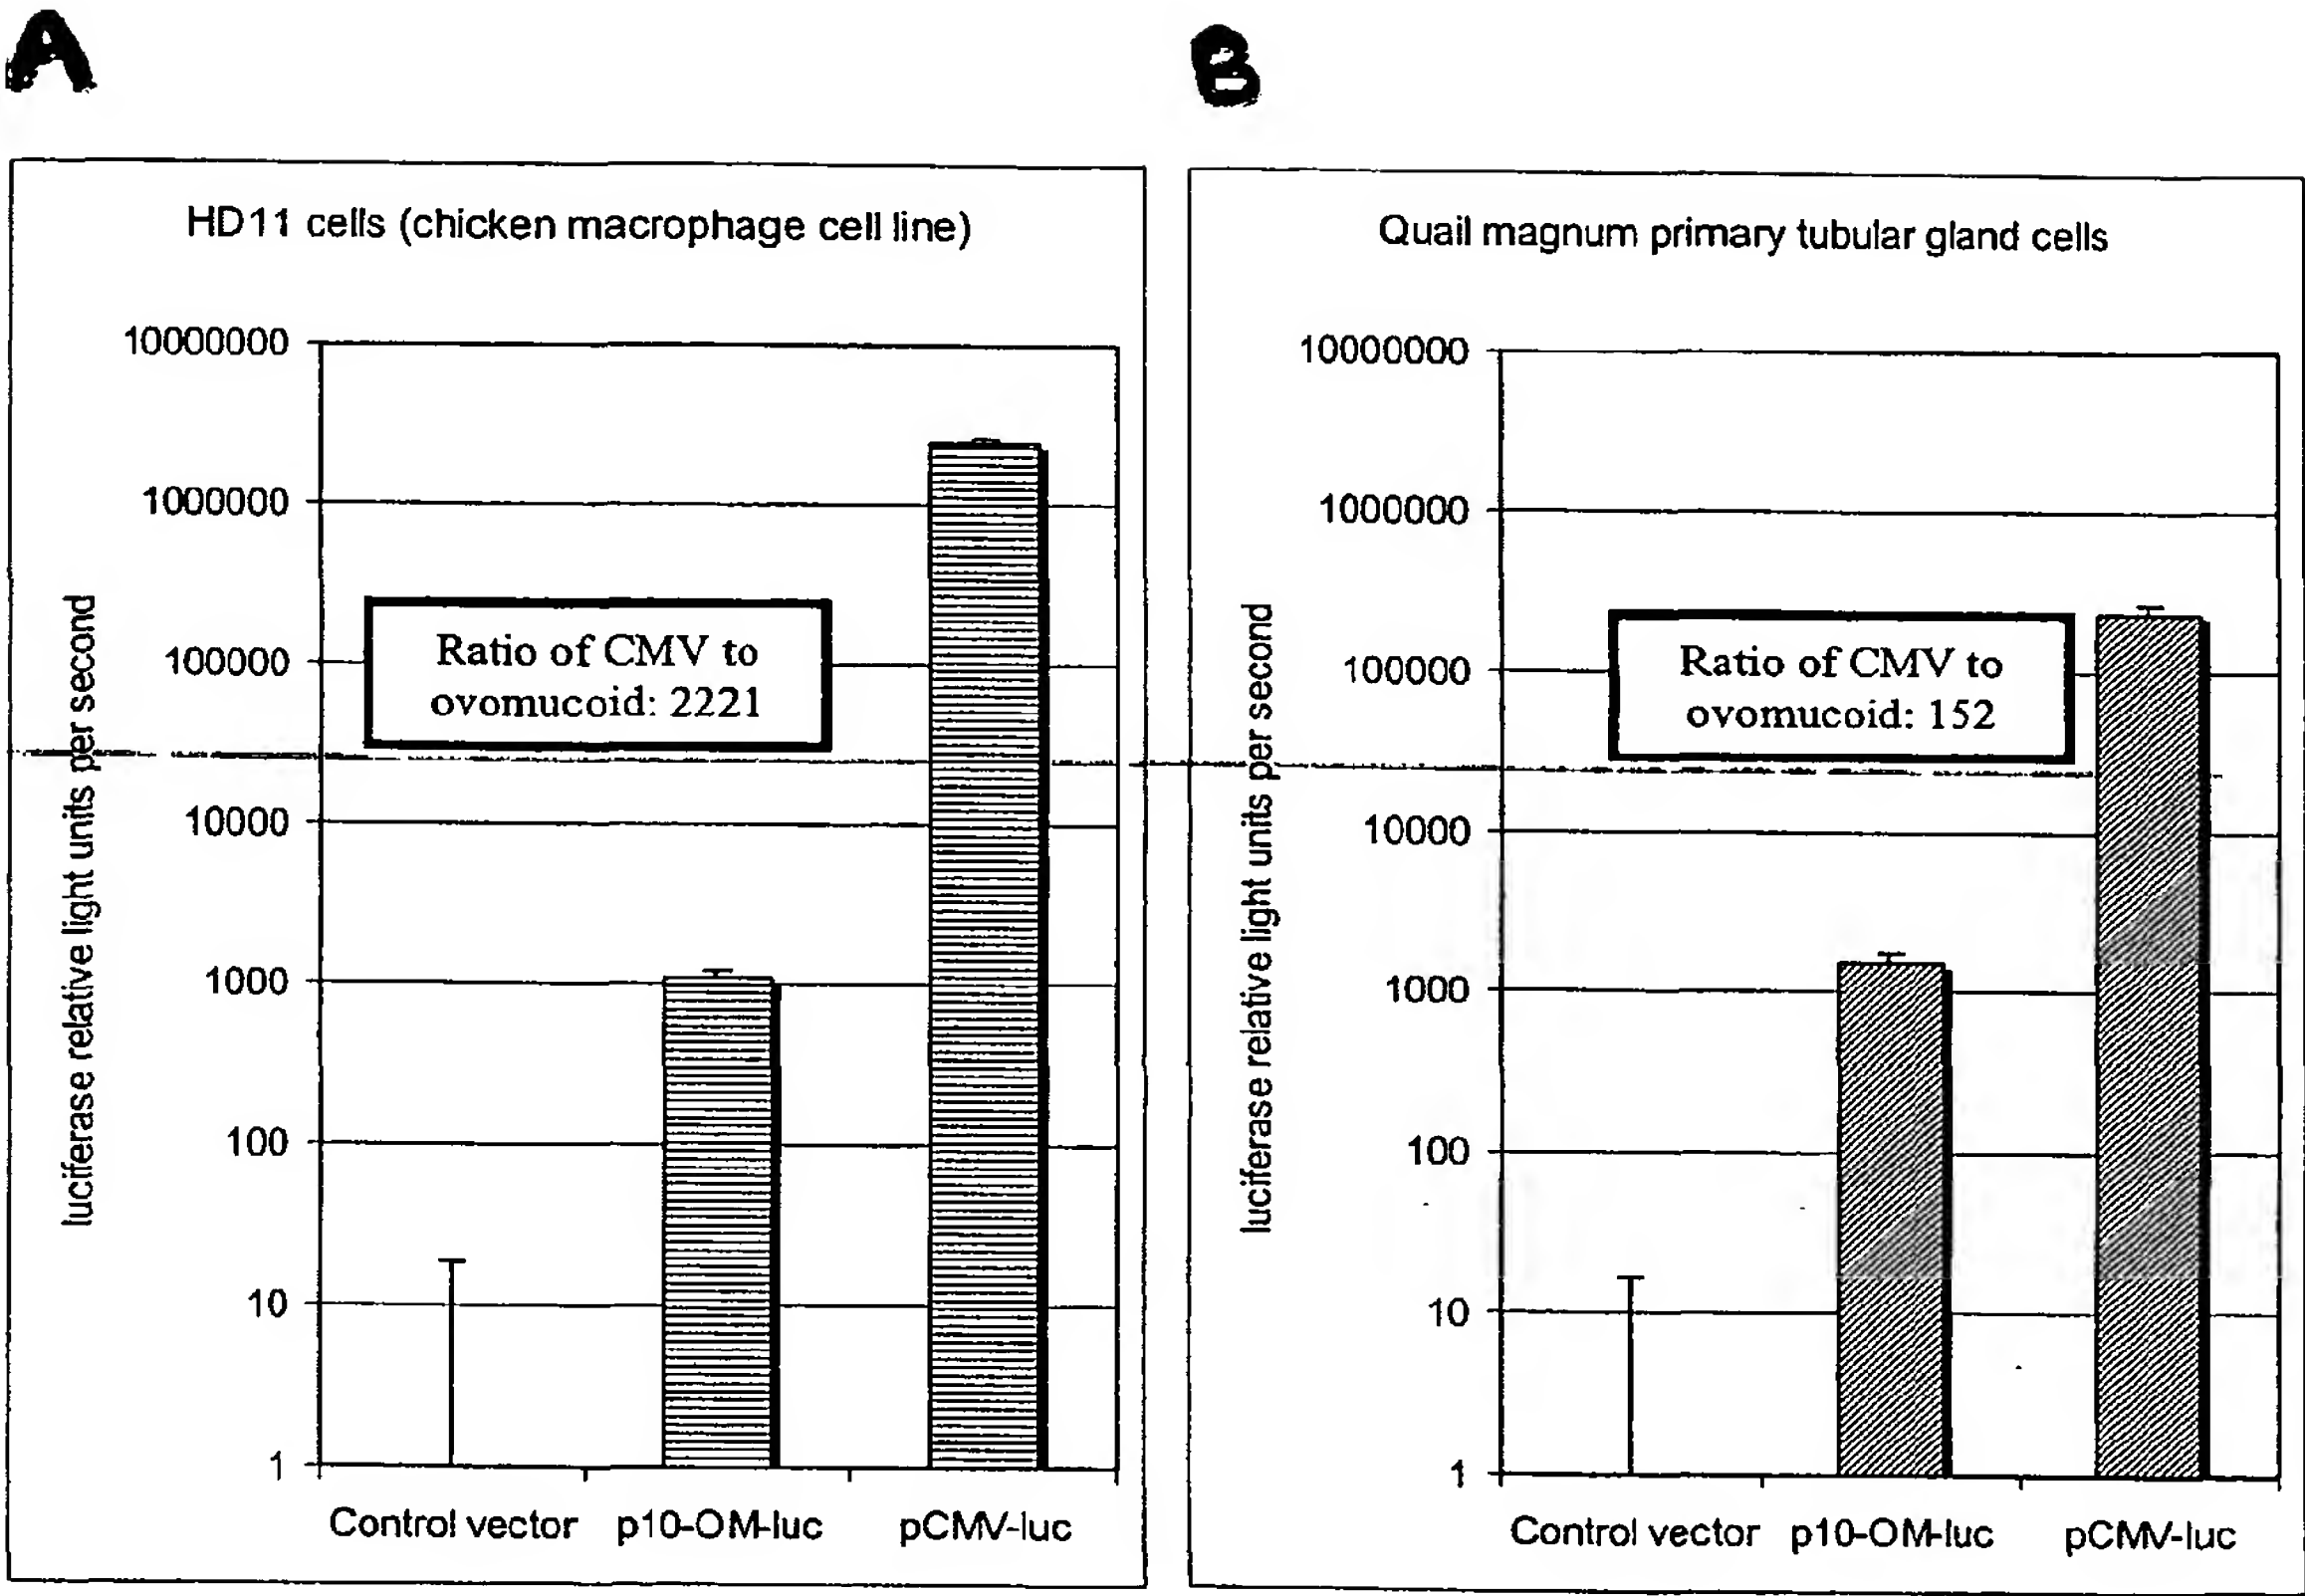 A
HD11 cells (chicken macrophage cell line)
luciferase relative light units per second
10000000
1000000
100000
10000
1000
100
10
1
Ratio of CMV to
ovomucoid: 2221
Control vector p10-OM-luc pCMV-luc
B
Quail magnum primary tubular gland cells
luciferase relative light units per second
10000000
1000000
100000
10000
1000
100
10
1
Ratio of CMV to
ovomucoid: 152
Control vector p10-OM-luc pCMV-luc